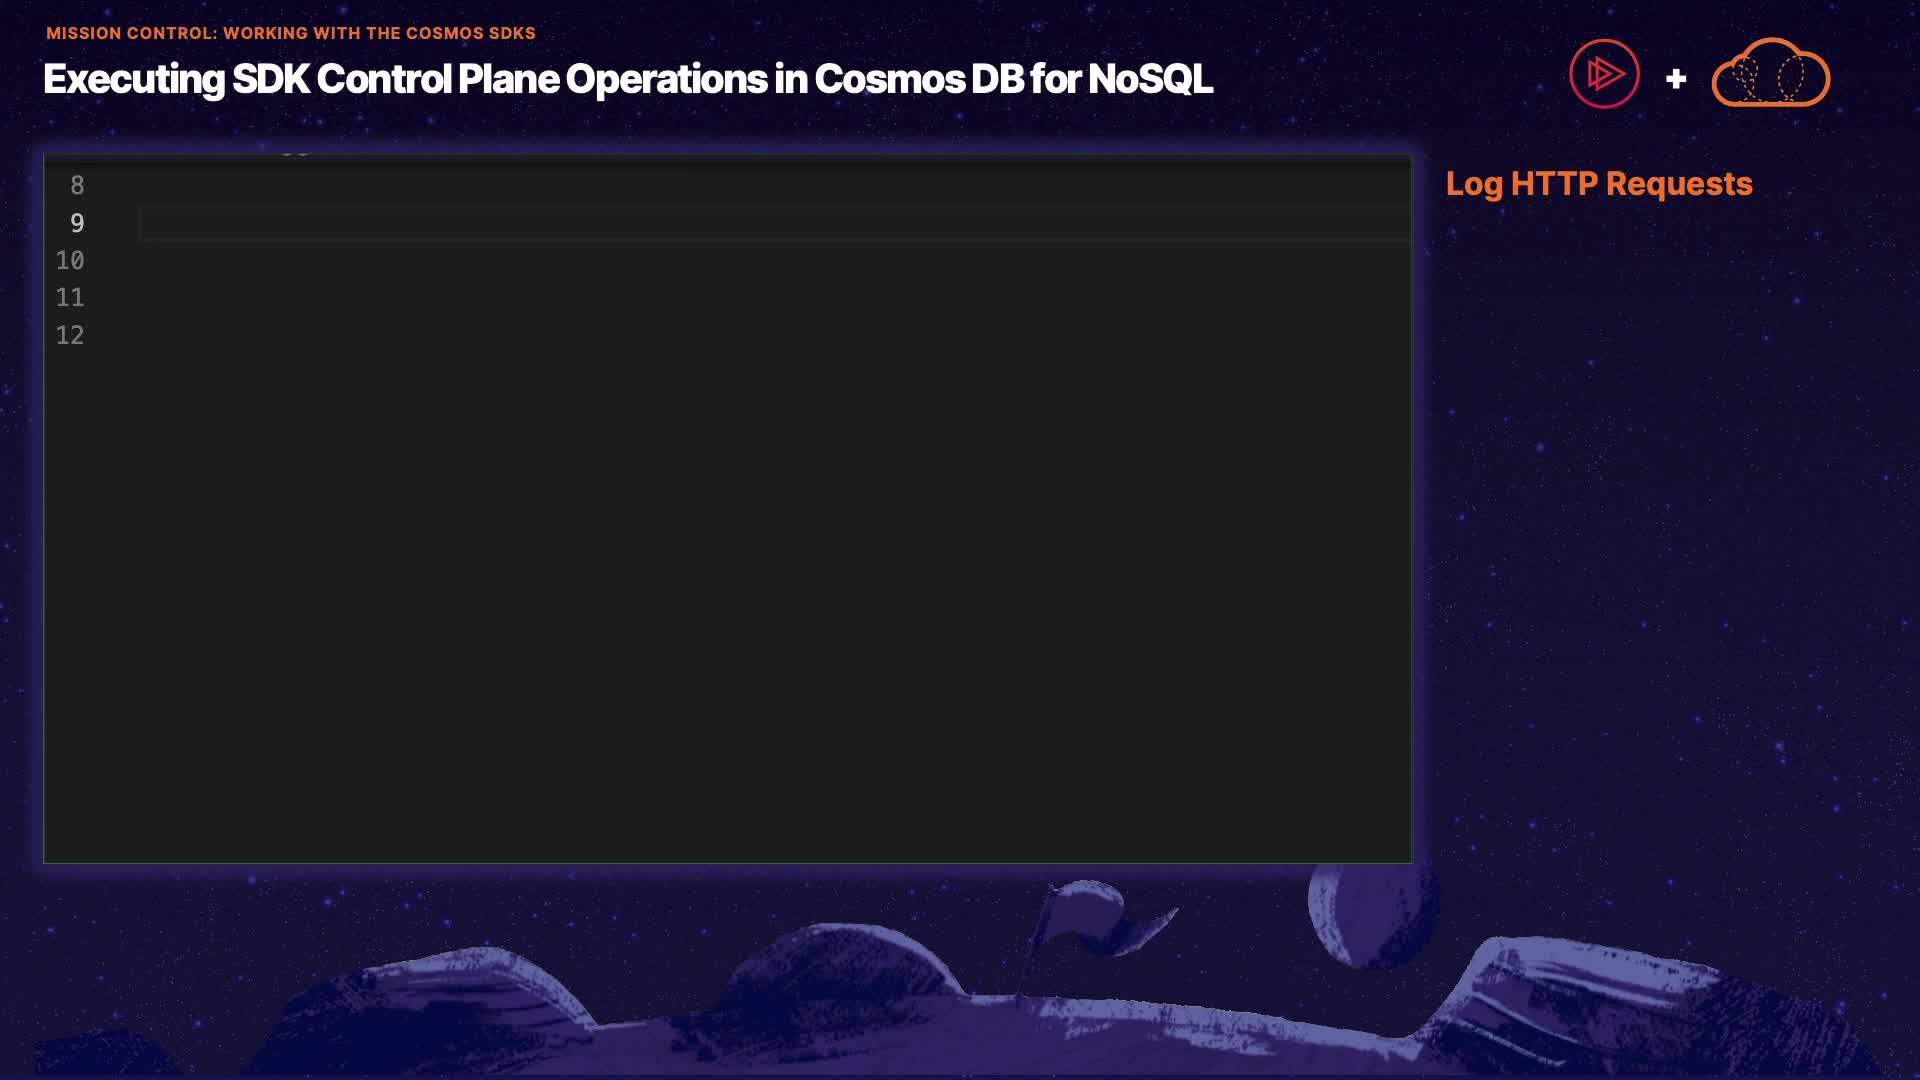 MISSION CONTROL: WORKING WITH THE COSMOS SDKS
Executing SDK Control Plane Operations in Cosmos DB for NoSQL
+
Log HTTP Requests
8
9
10
11
12